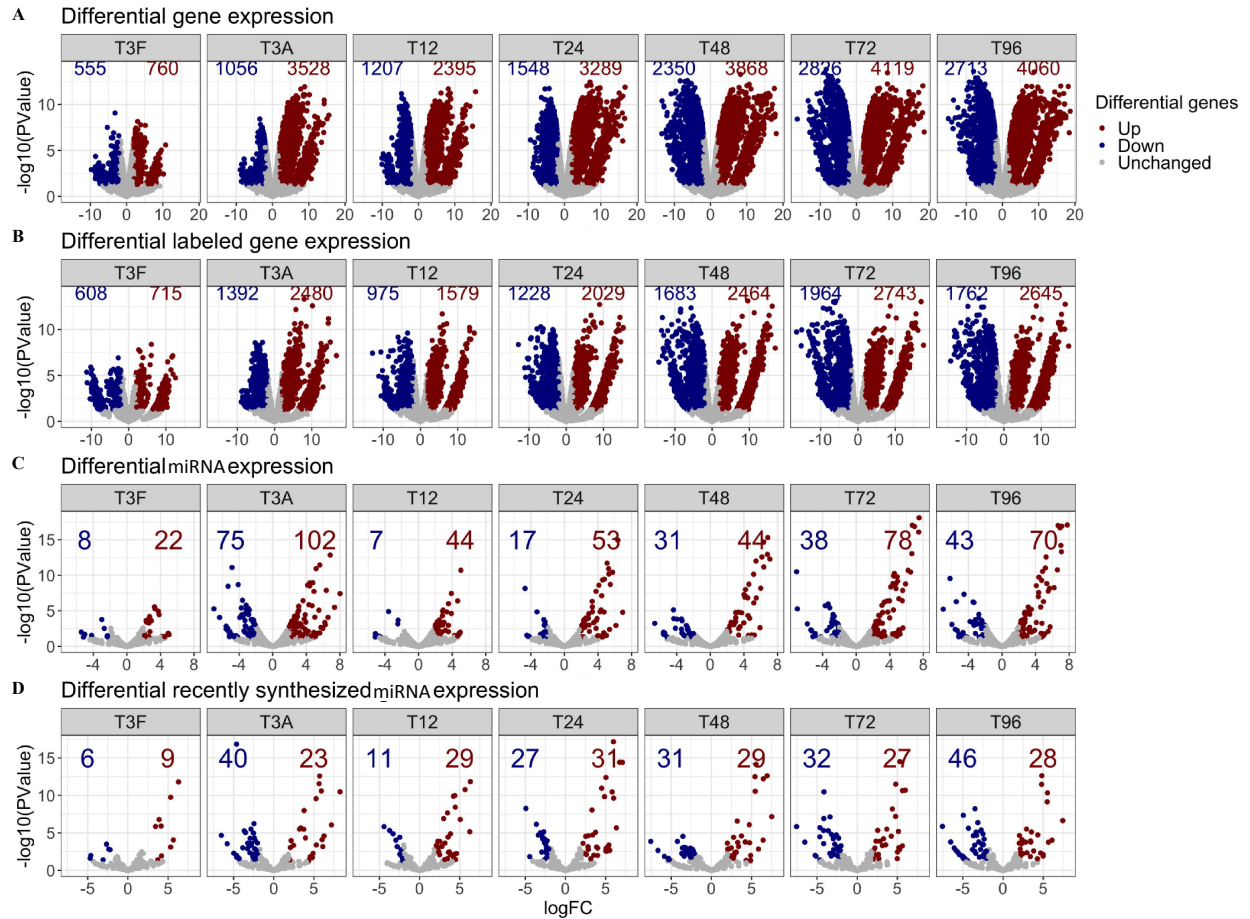 A Differential gene expression
T3F T3A T12 T24 T48 T72 T96
555 760 1056 3528 1207 2395 1548 3289 2350 3868 2826 4119 2713 4060
-log10(PValue)
10
5
0
-10 0 10 20 -10 0 10 20 -10 0 10 20 -10 0 10 20 -10 0 10 20 -10 0 10 20 -10 0 10 20
Differential genes
Up
Down
Unchanged
B Differential labeled gene expression
T3F T3A T12 T24 T48 T72 T96
608 715 1392 2480 975 1579 1228 2029 1683 2464 1964 2743 1762 2645
-log10(PValue)
10
5
0
-10 0 10 -10 0 10 -10 0 10 -10 0 10 -10 0 10 -10 0 10 -10 0 10
C Differential miRNA expression
T3F T3A T12 T24 T48 T72 T96
8 22 75 102 7 44 17 53 31 44 38 78 43 70
-log10(PValue)
15
10
5
0
-4 0 4 8 -4 0 4 8 -4 0 4 8 -4 0 4 8 -4 0 4 8 -4 0 4 8 -4 0 4 8
D Differential recently synthesized miRNA expression
T3F T3A T12 T24 T48 T72 T96
6 9 40 23 11 29 27 31 31 29 32 27 46 28
-log10(PValue)
15
10
5
0
-5 0 5 -5 0 5 -5 0 5 -5 0 5 -5 0 5 -5 0 5 -5 0 5
logFC